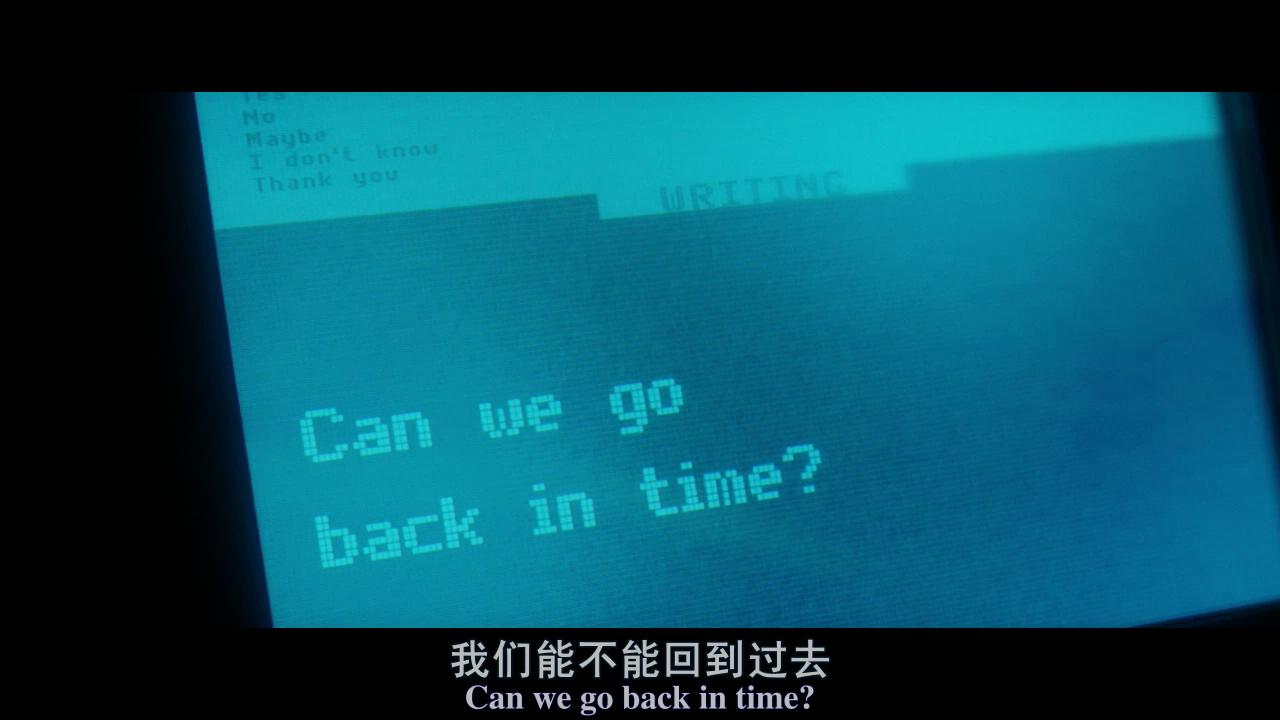 Yes
No
Maybe
I don't know
Thank you
WRITING
Can we go
back in time?
我们能不能回到过去
Can we go back in time?